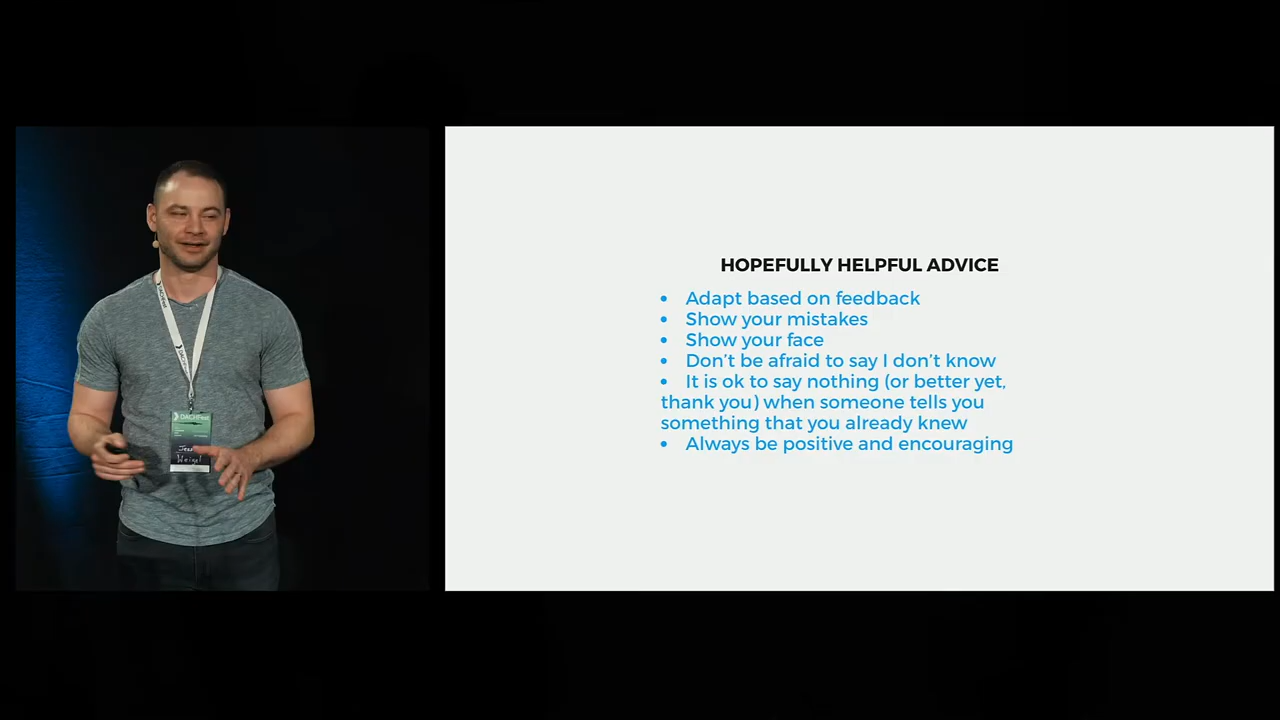 DACHFest
Weigel
HOPEFULLY HELPFUL ADVICE
• Adapt based on feedback
• Show your mistakes
• Show your face
• Don’t be afraid to say I don’t know
• It is ok to say nothing (or better yet,
thank you) when someone tells you
something that you already knew
• Always be positive and encouraging